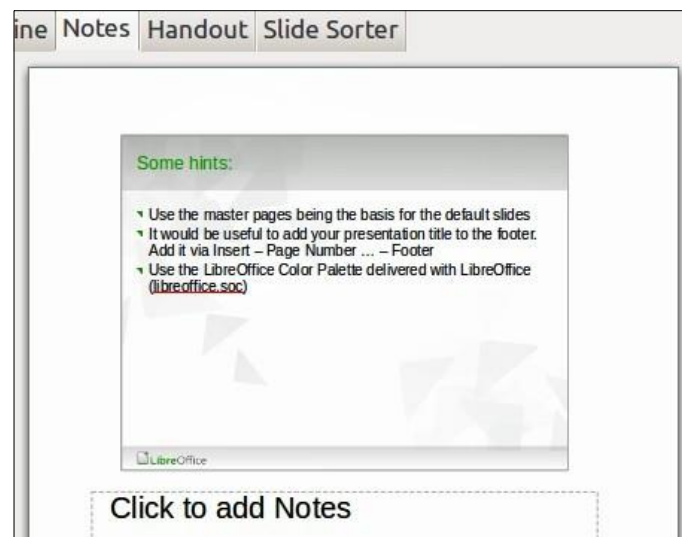 ine Notes Handout Slide Sorter
Some hints:
Use the master pages being the basis for the default slides
It would be useful to add your presentation title to the footer.
Add it via Insert – Page Number ... – Footer
Use the LibreOffice Color Palette delivered with LibreOffice
(libreoffice.soc)
LibreOffice
Click to add Notes